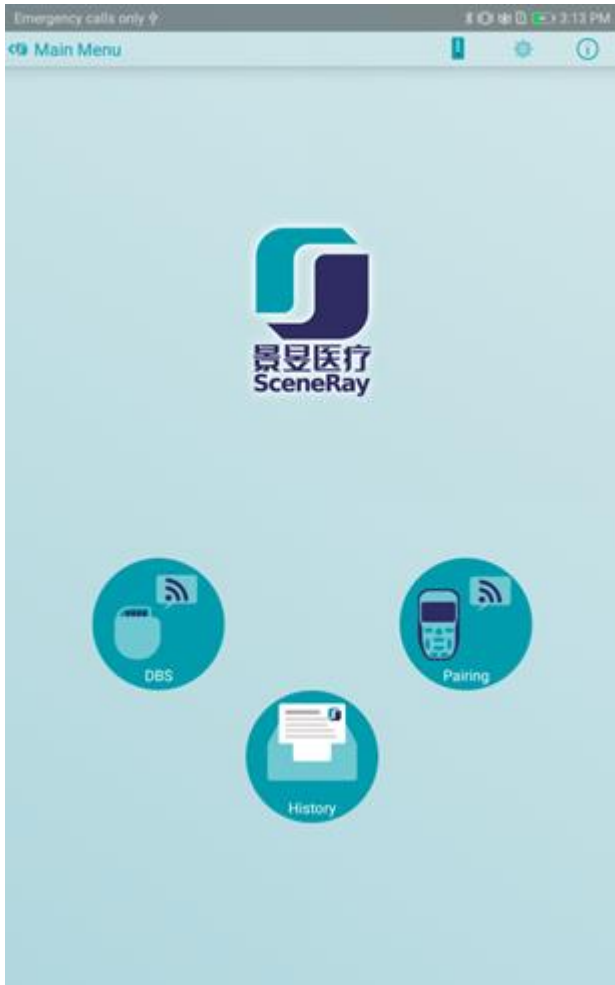 Emergency calls only
3:13 PM
Main Menu
景昱医疗
SceneRay
DBS
Pairing
History